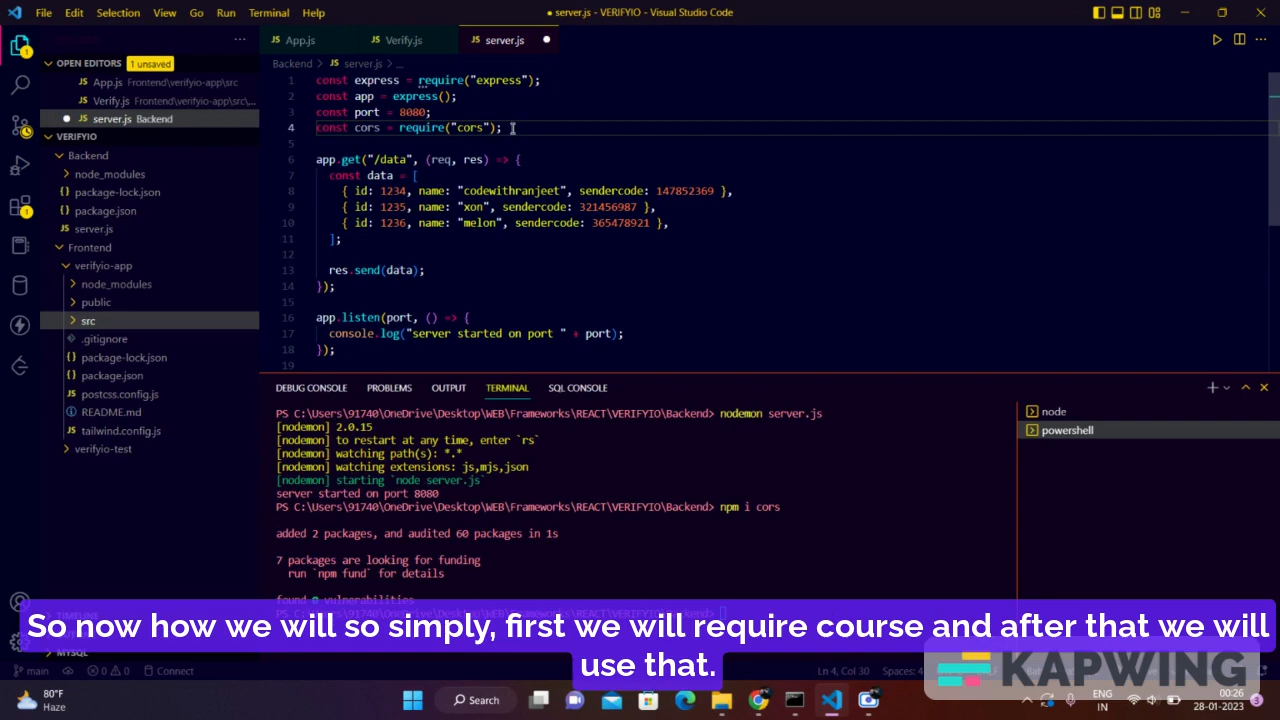 File Edit Selection View Go Run Terminal Help
● server.js - VERIFYIO - Visual Studio Code
App.js Verify.js server.js ●
OPEN EDITORS 1 unsaved
App.js Frontend\verifyio-app\src
Verify.js Frontend\verifyio-app\src\...
● server.js Backend
VERIFYIO
Backend
node_modules
package-lock.json
package.json
server.js
Frontend
verifyio-app
node_modules
public
src
.gitignore
package-lock.json
package.json
postcss.config.js
README.md
tailwind.config.js
verifyio-test
TIMELINE
MYSQL
Backend > server.js > ...
1 const express = require("express");
2 const app = express();
3 const port = 8080;
4 const cors = require("cors");
5
6 app.get("/data", (req, res) => {
7 const data = [
8 { id: 1234, name: "codewithranjeet", sendercode: 147852369 },
9 { id: 1235, name: "xon", sendercode: 321456987 },
10 { id: 1236, name: "melon", sendercode: 365478921 },
11 ];
12
13 res.send(data);
14 });
15
16 app.listen(port, () => {
17 console.log("server started on port " + port);
18 });
19
DEBUG CONSOLE PROBLEMS OUTPUT TERMINAL SQL CONSOLE
PS C:\Users\91740\OneDrive\Desktop\WEB\Frameworks\REACT\VERIFYIO\Backend> nodemon server.js
[nodemon] 2.0.15
[nodemon] to restart at any time, enter `rs`
[nodemon] watching path(s): *.*
[nodemon] watching extensions: js,mjs,json
[nodemon] starting `node server.js`
server started on port 8080
PS C:\Users\91740\OneDrive\Desktop\WEB\Frameworks\REACT\VERIFYIO\Backend> npm i cors
added 2 packages, and audited 60 packages in 1s
7 packages are looking for funding
run `npm fund` for details
found 0 vulnerabilities
node
powershell
So now how we will so simply, first we will require course and after that we will
use that.
KAPWING
main 0 0 Connect
Ln 4, Col 30 Spaces: 4
80°F
Haze
Search
ENG
IN
00:26
28-01-2023